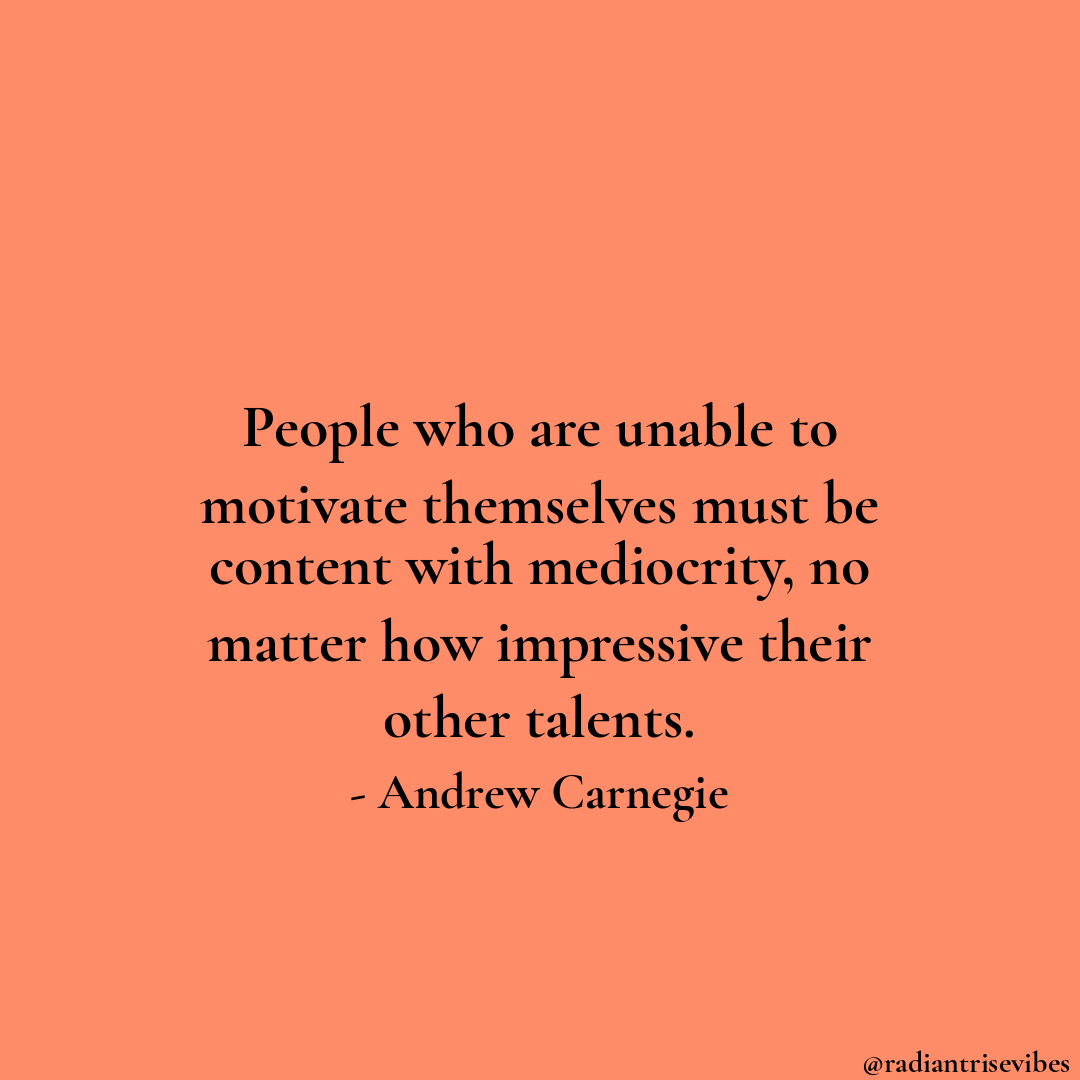 People who are unable to
motivate themselves must be
content with mediocrity, no
matter how impressive their
other talents.
- Andrew Carnegie
@radiantrisevibes